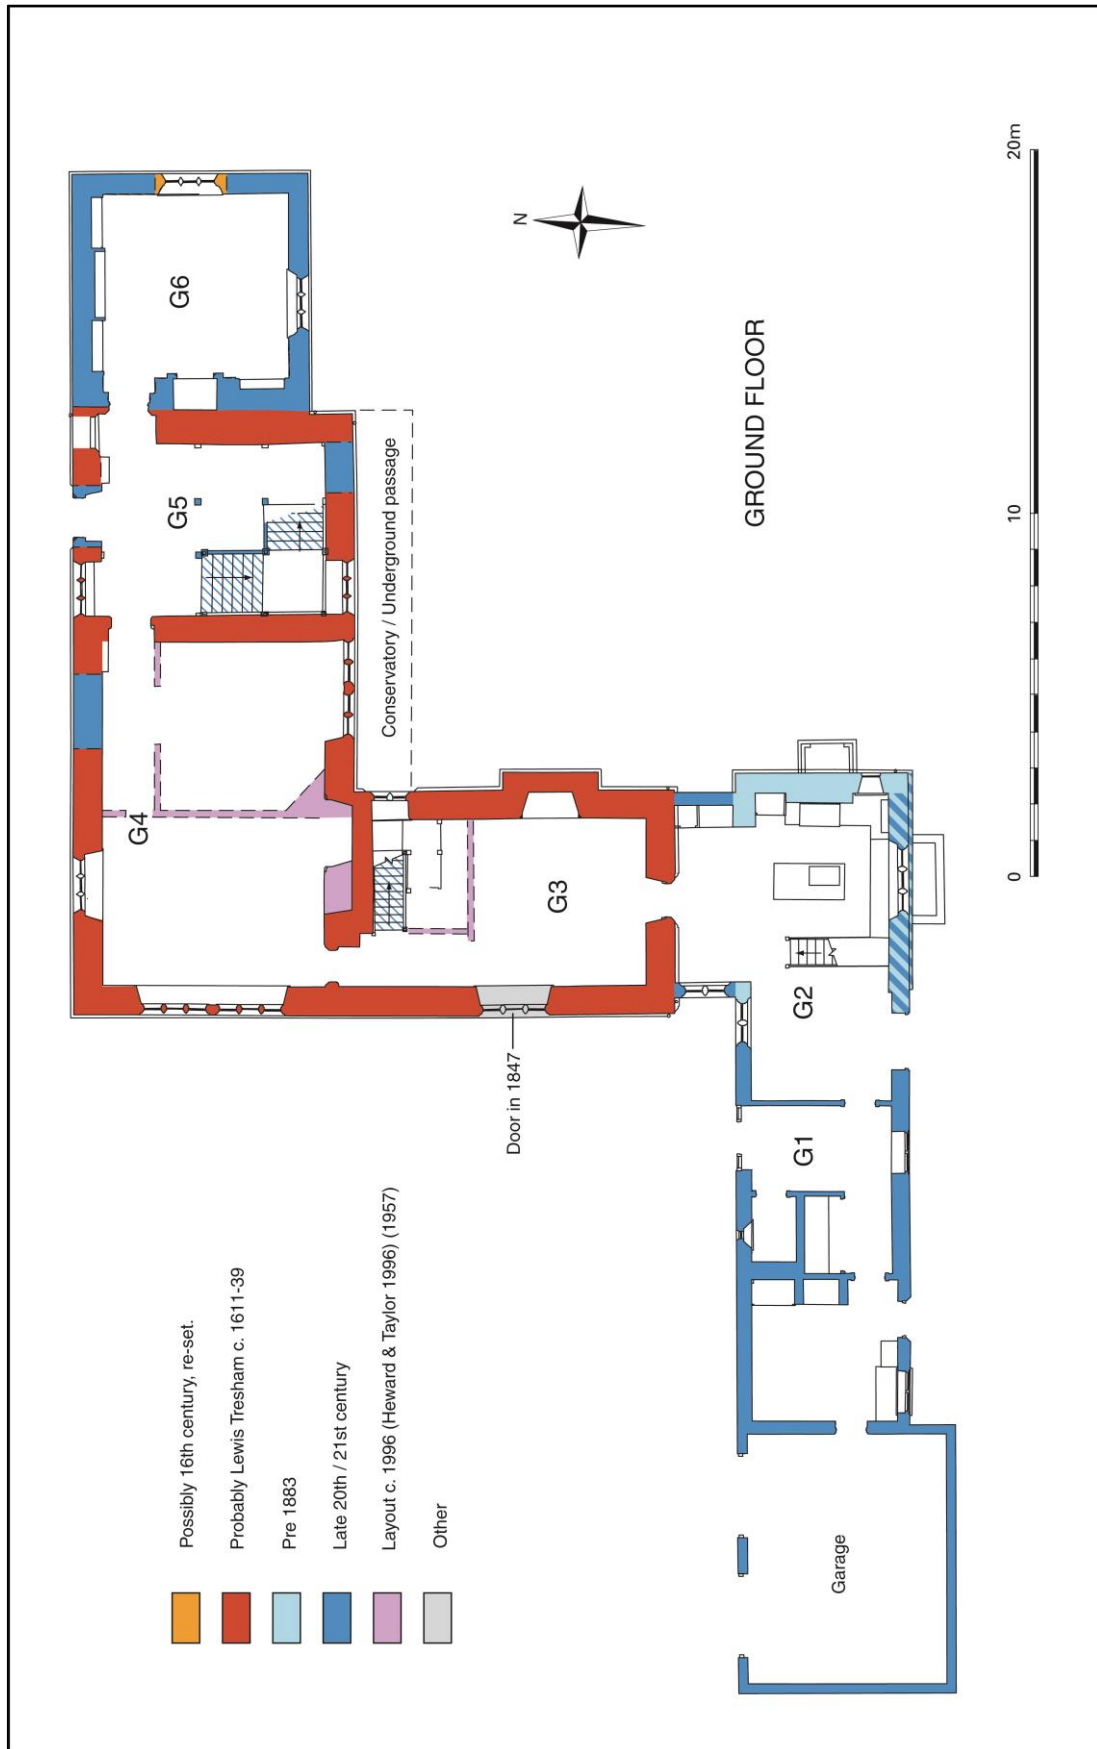 G6
N
G5
G4
G3
G2
G1
Garage
Conservatory / Underground passage
Door in 1847
GROUND FLOOR
0
10
20m
Possibly 16th century, re-set.
Probably Lewis Tresham c. 1611-39
Pre 1883
Late 20th / 21st century
Layout c. 1996 (Heward & Taylor 1996) (1957)
Other